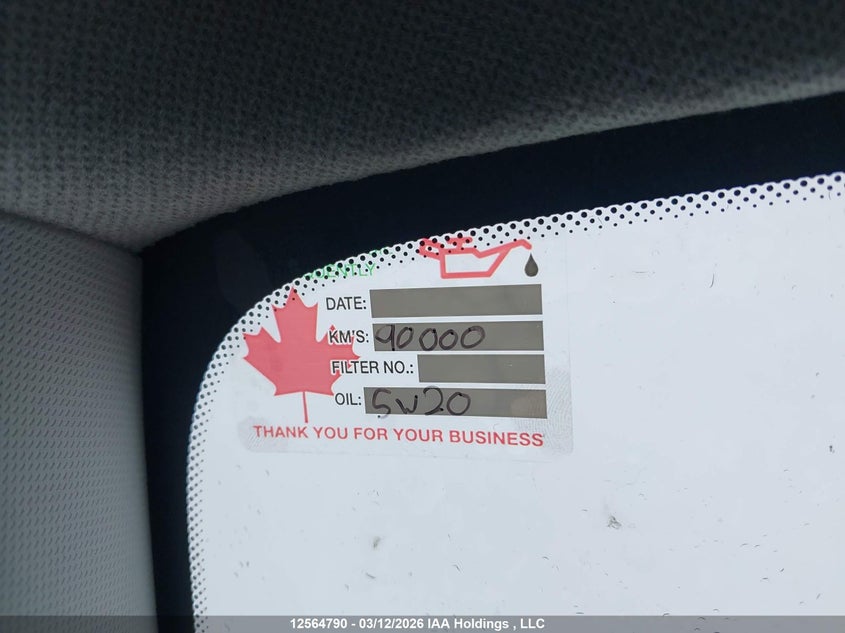 DATE:
KM'S: 90000
FILTER NO.:
OIL: 5W20
THANK YOU FOR YOUR BUSINESS
12564790 - 03/12/2026 IAA Holdings , LLC